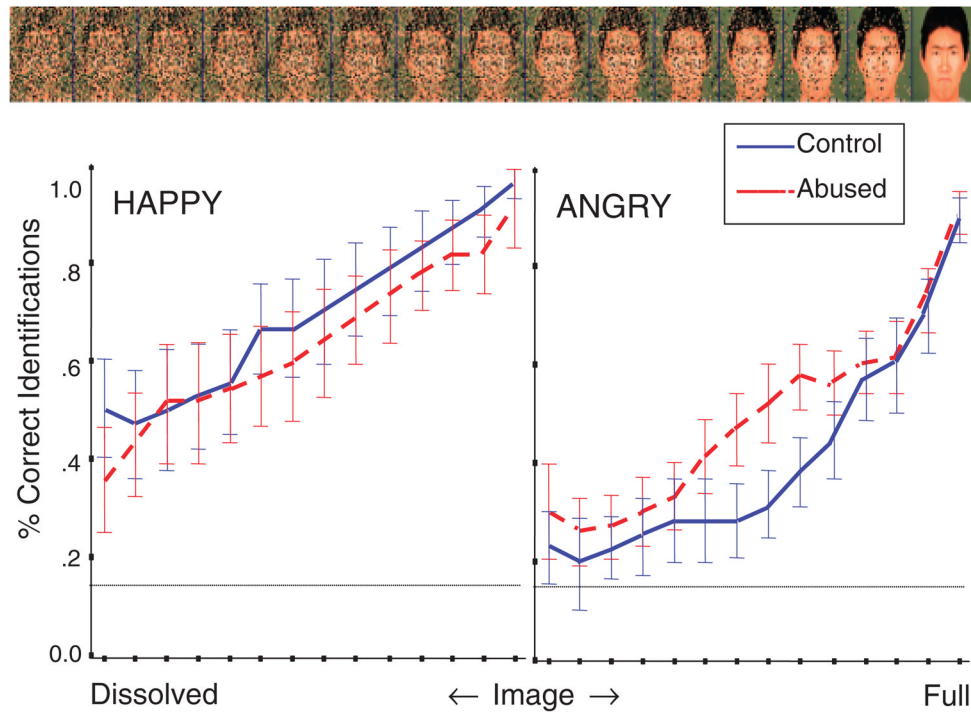 Control
Abused
HAPPY
ANGRY
% Correct Identifications
1.0
.8
.6
.4
.2
0.0
Dissolved
← Image →
Full